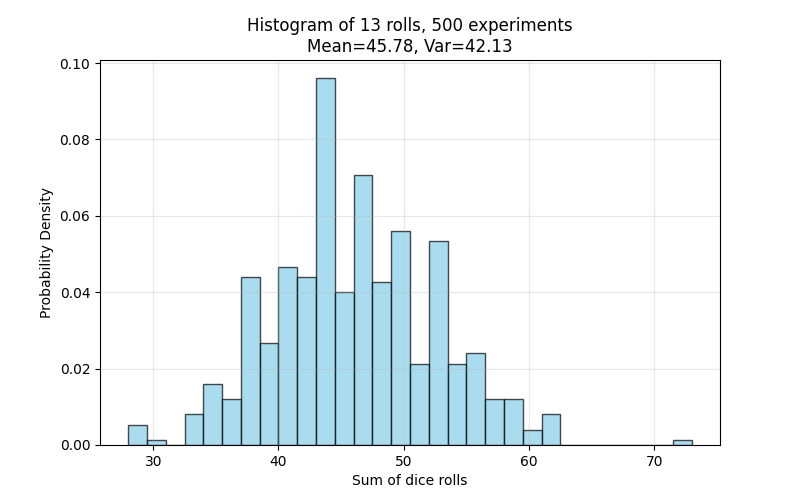 Histogram of 13 rolls, 500 experiments
Mean=45.78, Var=42.13
0.10
0.08
0.06
0.04
0.02
0.00
Probability Density
30 40 50 60 70
Sum of dice rolls